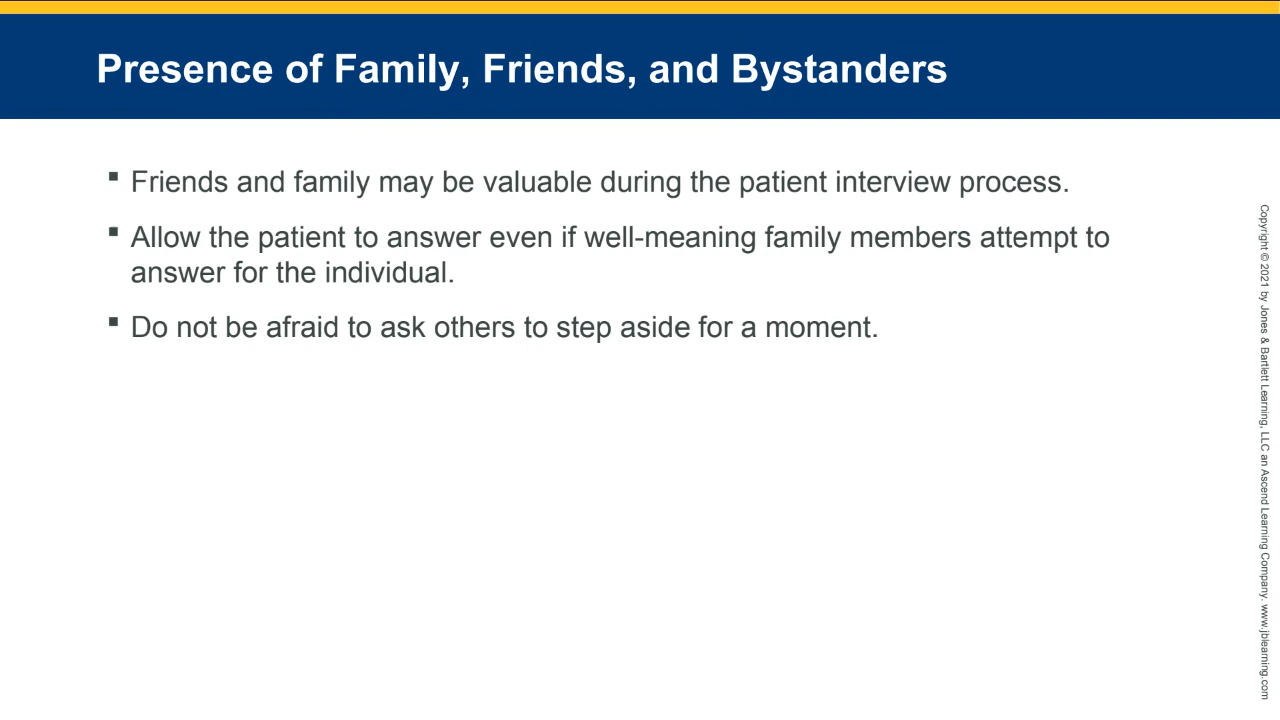 Presence of Family, Friends, and Bystanders
▪ Friends and family may be valuable during the patient interview process.
▪ Allow the patient to answer even if well-meaning family members attempt to
answer for the individual.
▪ Do not be afraid to ask others to step aside for a moment.
Copyright © 2021 by Jones & Bartlett Learning, LLC an Ascend Learning Company. www.jblearning.com